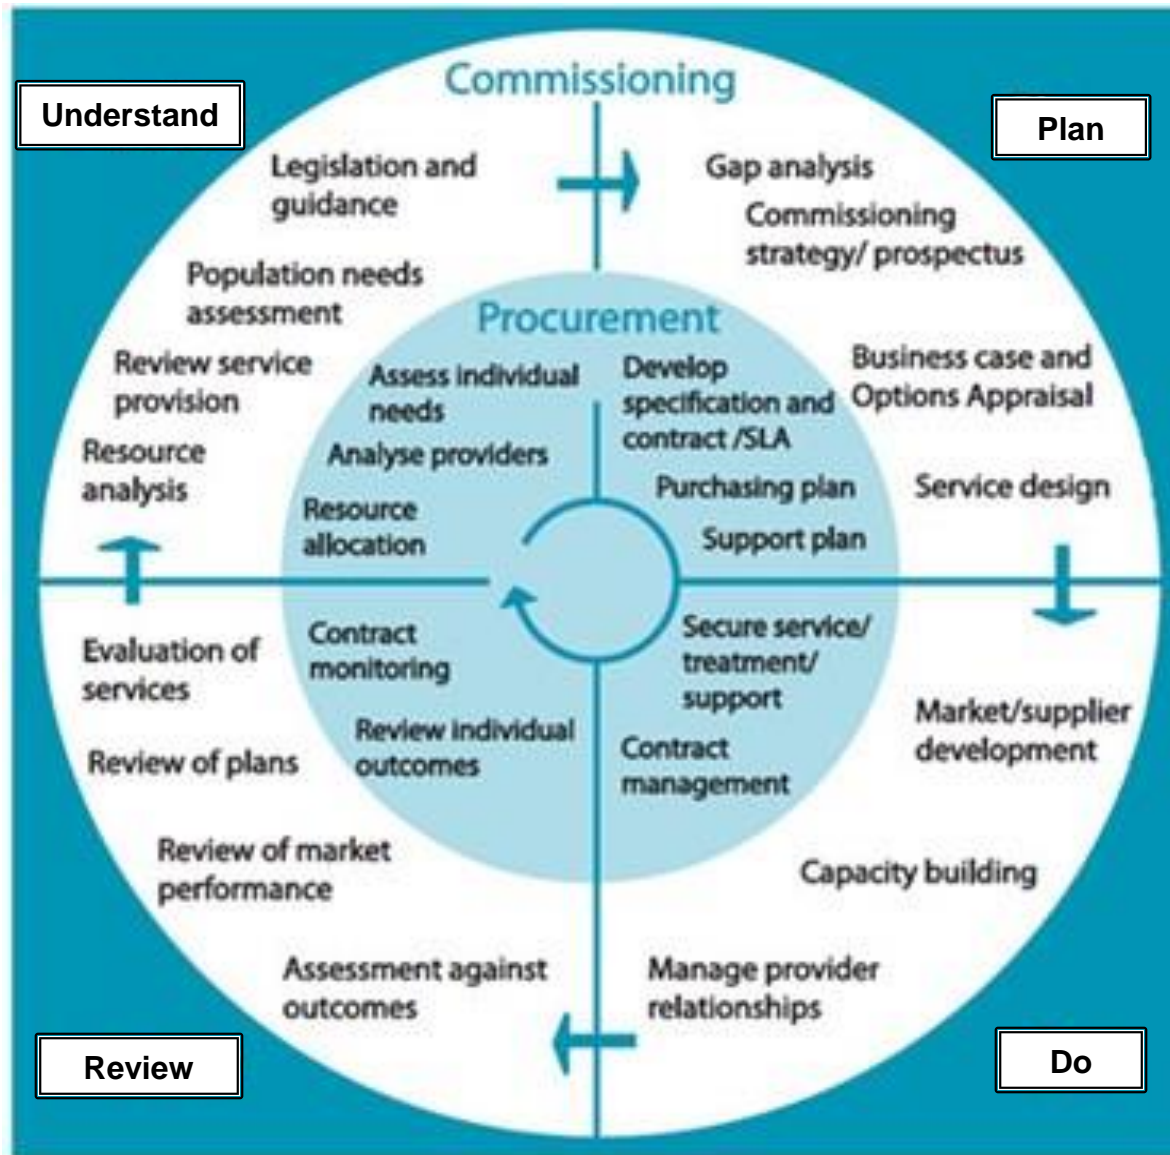 Commissioning
Understand
Plan
Legislation and
guidance
Population needs
assessment
Review service
provision
Resource
analysis
Gap analysis
Commissioning
strategy/ prospectus
Business case and
Options Appraisal
Service design
Procurement
Assess individual
needs
Analyse providers
Resource
allocation
Develop
specification and
contract /SLA
Purchasing plan
Support plan
Contract
monitoring
Review individual
outcomes
Secure service/
treatment/
support
Contract
management
Evaluation of
services
Review of plans
Review of market
performance
Assessment against
outcomes
Market/supplier
development
Capacity building
Manage provider
relationships
Review
Do